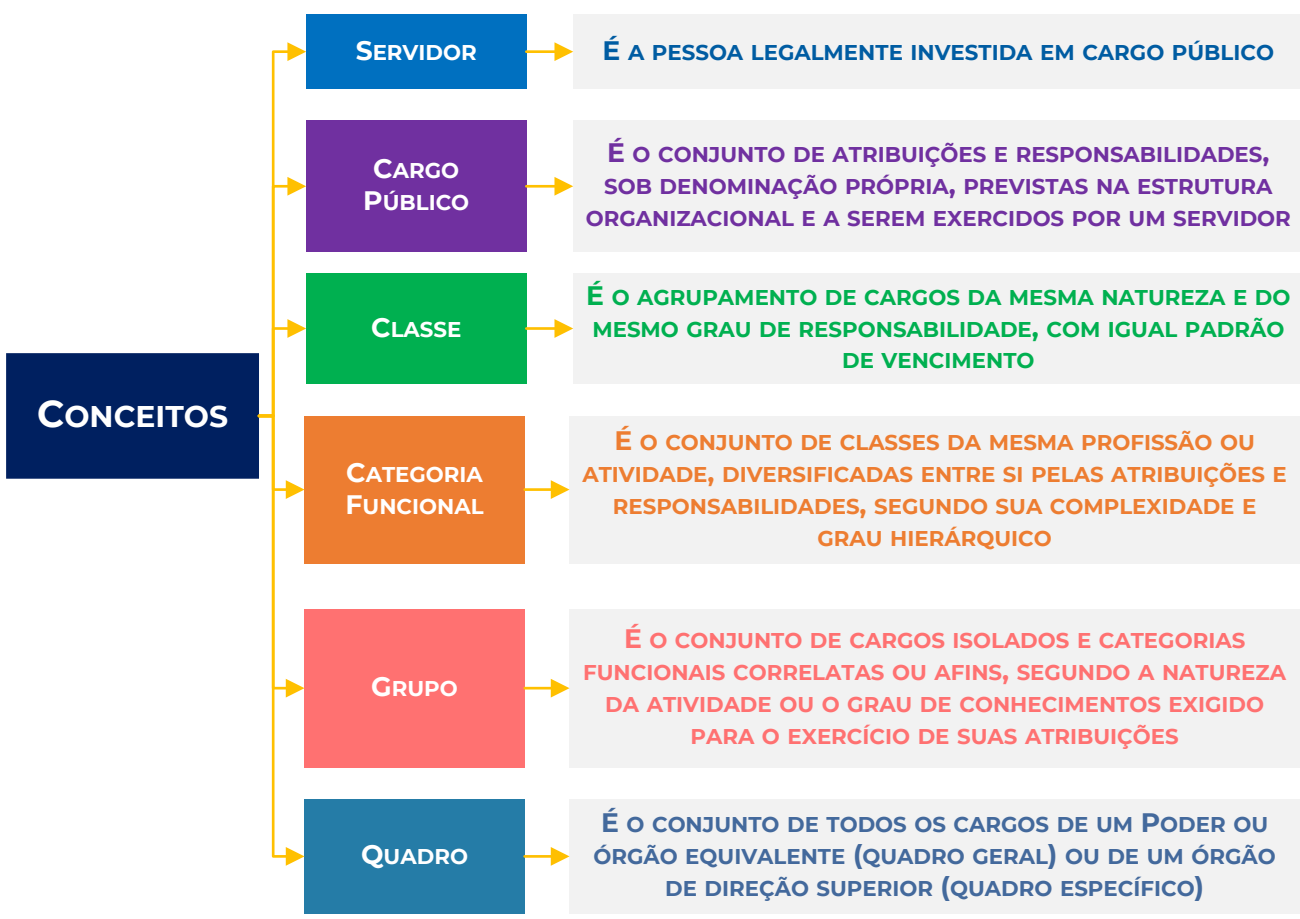 CONCEITOS
SERVIDOR
É A PESSOA LEGALMENTE INVESTIDA EM CARGO PÚBLICO
CARGO
PÚBLICO
É O CONJUNTO DE ATRIBUIÇÕES E RESPONSABILIDADES,
SOB DENOMINAÇÃO PRÓPRIA, PREVISTAS NA ESTRUTURA
ORGANIZACIONAL E A SEREM EXERCIDOS POR UM SERVIDOR
CLASSE
É O AGRUPAMENTO DE CARGOS DA MESMA NATUREZA E DO
MESMO GRAU DE RESPONSABILIDADE, COM IGUAL PADRÃO
DE VENCIMENTO
CATEGORIA
FUNCIONAL
É O CONJUNTO DE CLASSES DA MESMA PROFISSÃO OU
ATIVIDADE, DIVERSIFICADAS ENTRE SI PELAS ATRIBUIÇÕES E
RESPONSABILIDADES, SEGUNDO SUA COMPLEXIDADE E
GRAU HIERÁRQUICO
GRUPO
É O CONJUNTO DE CARGOS ISOLADOS E CATEGORIAS
FUNCIONAIS CORRELATAS OU AFINS, SEGUNDO A NATUREZA
DA ATIVIDADE OU O GRAU DE CONHECIMENTOS EXIGIDO
PARA O EXERCÍCIO DE SUAS ATRIBUIÇÕES
QUADRO
É O CONJUNTO DE TODOS OS CARGOS DE UM PODER OU
ÓRGÃO EQUIVALENTE (QUADRO GERAL) OU DE UM ÓRGÃO
DE DIREÇÃO SUPERIOR (QUADRO ESPECÍFICO)